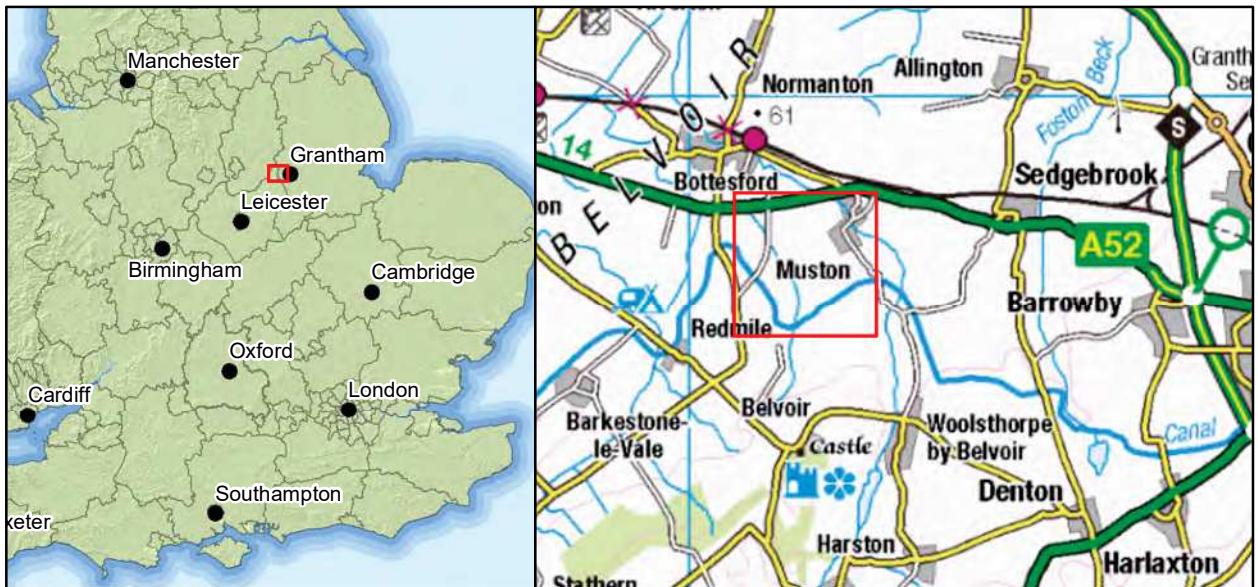 Manchester
Grantham
Leicester
Birmingham
Cambridge
Oxford
London
Cardiff
Southampton
xeter
Normanton
61
Allington
Foston Beck
Granth
Se
S
14
BELVOIR
Bottesford
Sedgebrook
on
A52
Muston
Barrowby
Redmile
Belvoir
Barkestone-
le-Vale
Castle
Woolsthorpe
by Belvoir
Canal
Denton
Harston
Harlaxton
Stathern